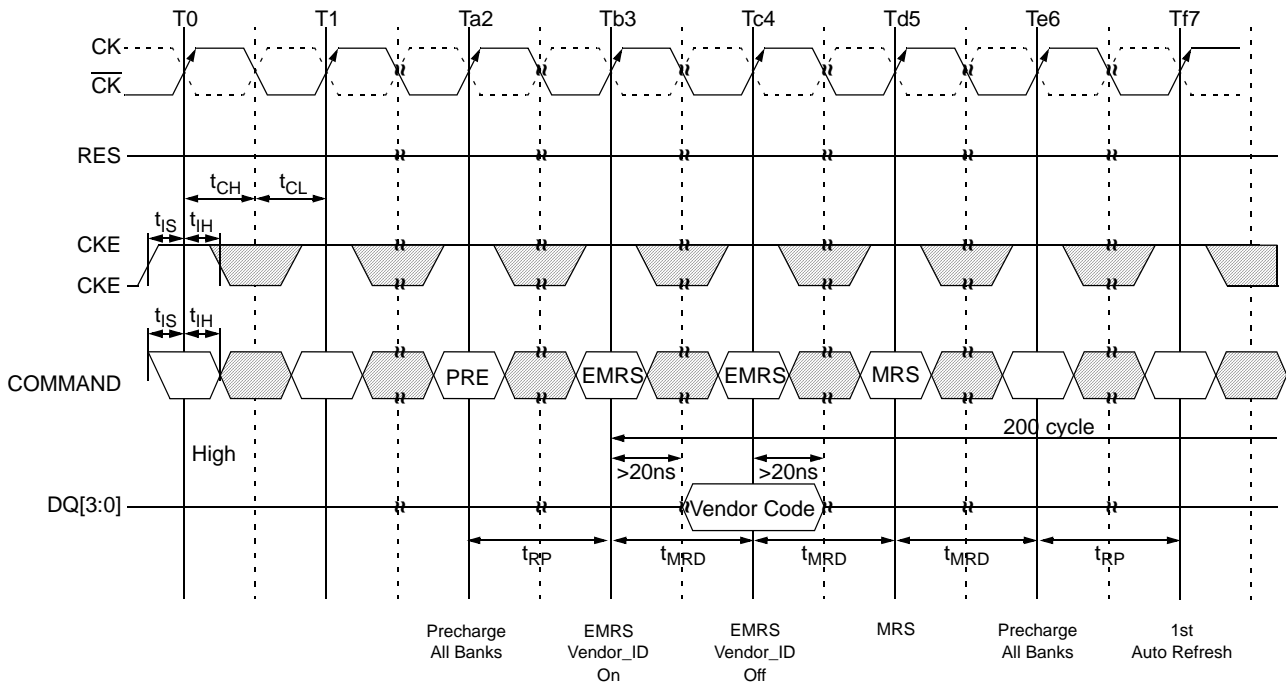 T0 T1 Ta2 Tb3 Tc4 Td5 Te6 Tf7
CK
CK
RES
tCH tCL
tIS tIH
CKE
CKE
tIS tIH
COMMAND PRE EMRS EMRS MRS
200 cycle
High
>20ns >20ns
DQ[3:0] Vendor Code
tRP tMRD tMRD tMRD tRP
Precharge
All Banks
EMRS
Vendor_ID
On
EMRS
Vendor_ID
Off
MRS
Precharge
All Banks
1st
Auto Refresh